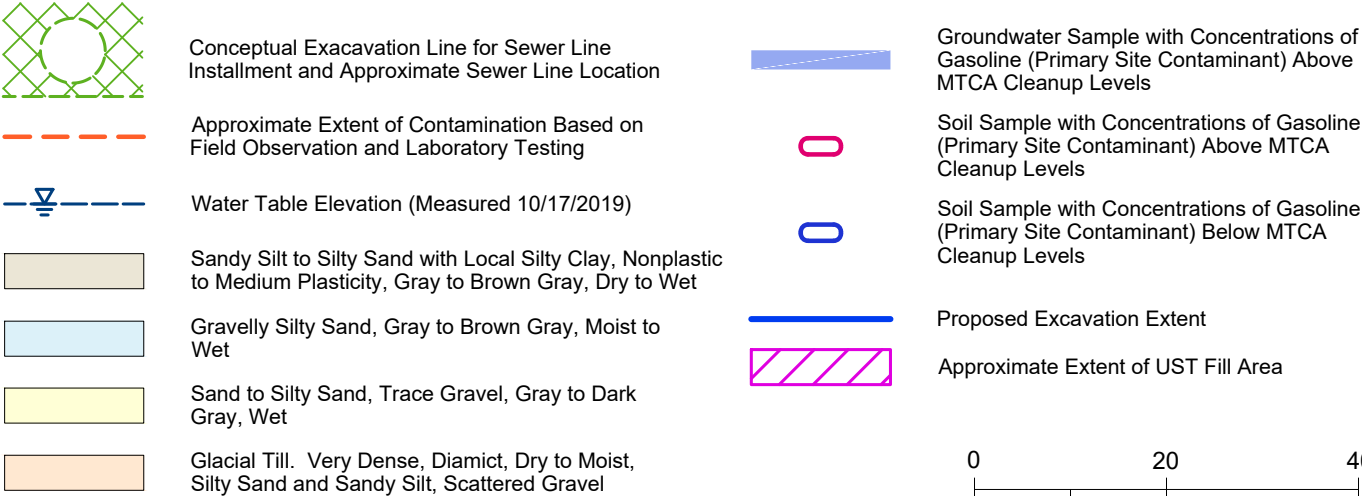 Conceptual Exacavation Line for Sewer Line
Installment and Approximate Sewer Line Location
Approximate Extent of Contamination Based on
Field Observation and Laboratory Testing
Water Table Elevation (Measured 10/17/2019)
Sandy Silt to Silty Sand with Local Silty Clay, Nonplastic
to Medium Plasticity, Gray to Brown Gray, Dry to Wet
Gravelly Silty Sand, Gray to Brown Gray, Moist to
Wet
Sand to Silty Sand, Trace Gravel, Gray to Dark
Gray, Wet
Glacial Till. Very Dense, Diamict, Dry to Moist,
Silty Sand and Sandy Silt, Scattered Gravel
Groundwater Sample with Concentrations of
Gasoline (Primary Site Contaminant) Above
MTCA Cleanup Levels
Soil Sample with Concentrations of Gasoline
(Primary Site Contaminant) Above MTCA
Cleanup Levels
Soil Sample with Concentrations of Gasoline
(Primary Site Contaminant) Below MTCA
Cleanup Levels
Proposed Excavation Extent
Approximate Extent of UST Fill Area
0 20